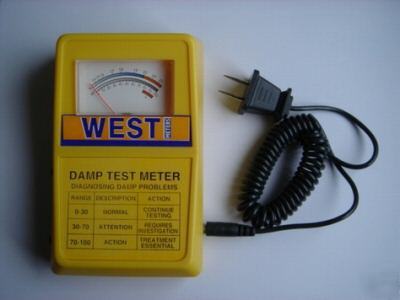 WEST METER
DAMP TEST METER
DIAGNOSING DAMP PROBLEMS
RANGE DESCRIPTION ACTION
0-30 NORMAL CONTINUE TESTING
30-70 ATTENTION REQUIRES INVESTIGATION
70-100 ACTION TREATMENT ESSENTIAL